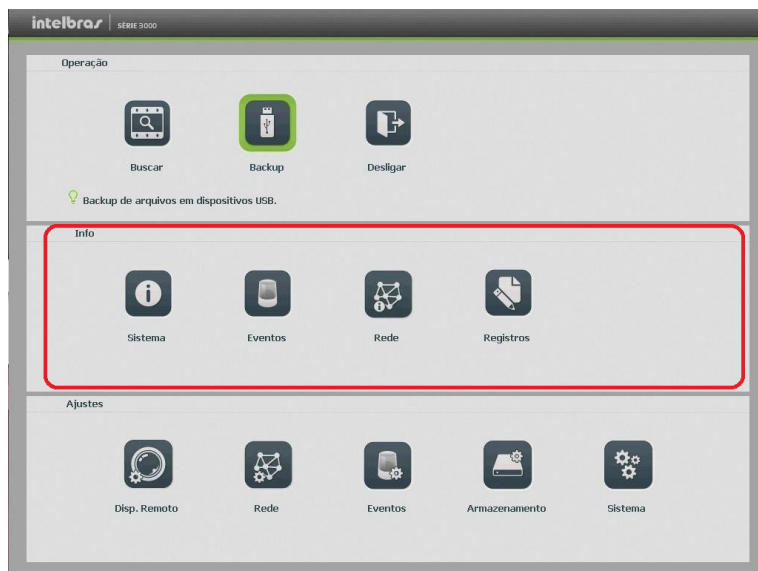 intelbras SÉRIE 3000
Operação
Buscar Backup Desligar
Backup de arquivos em dispositivos USB.
Info
Sistema Eventos Rede Registros
Ajustes
Disp. Remoto Rede Eventos Armazenamento Sistema